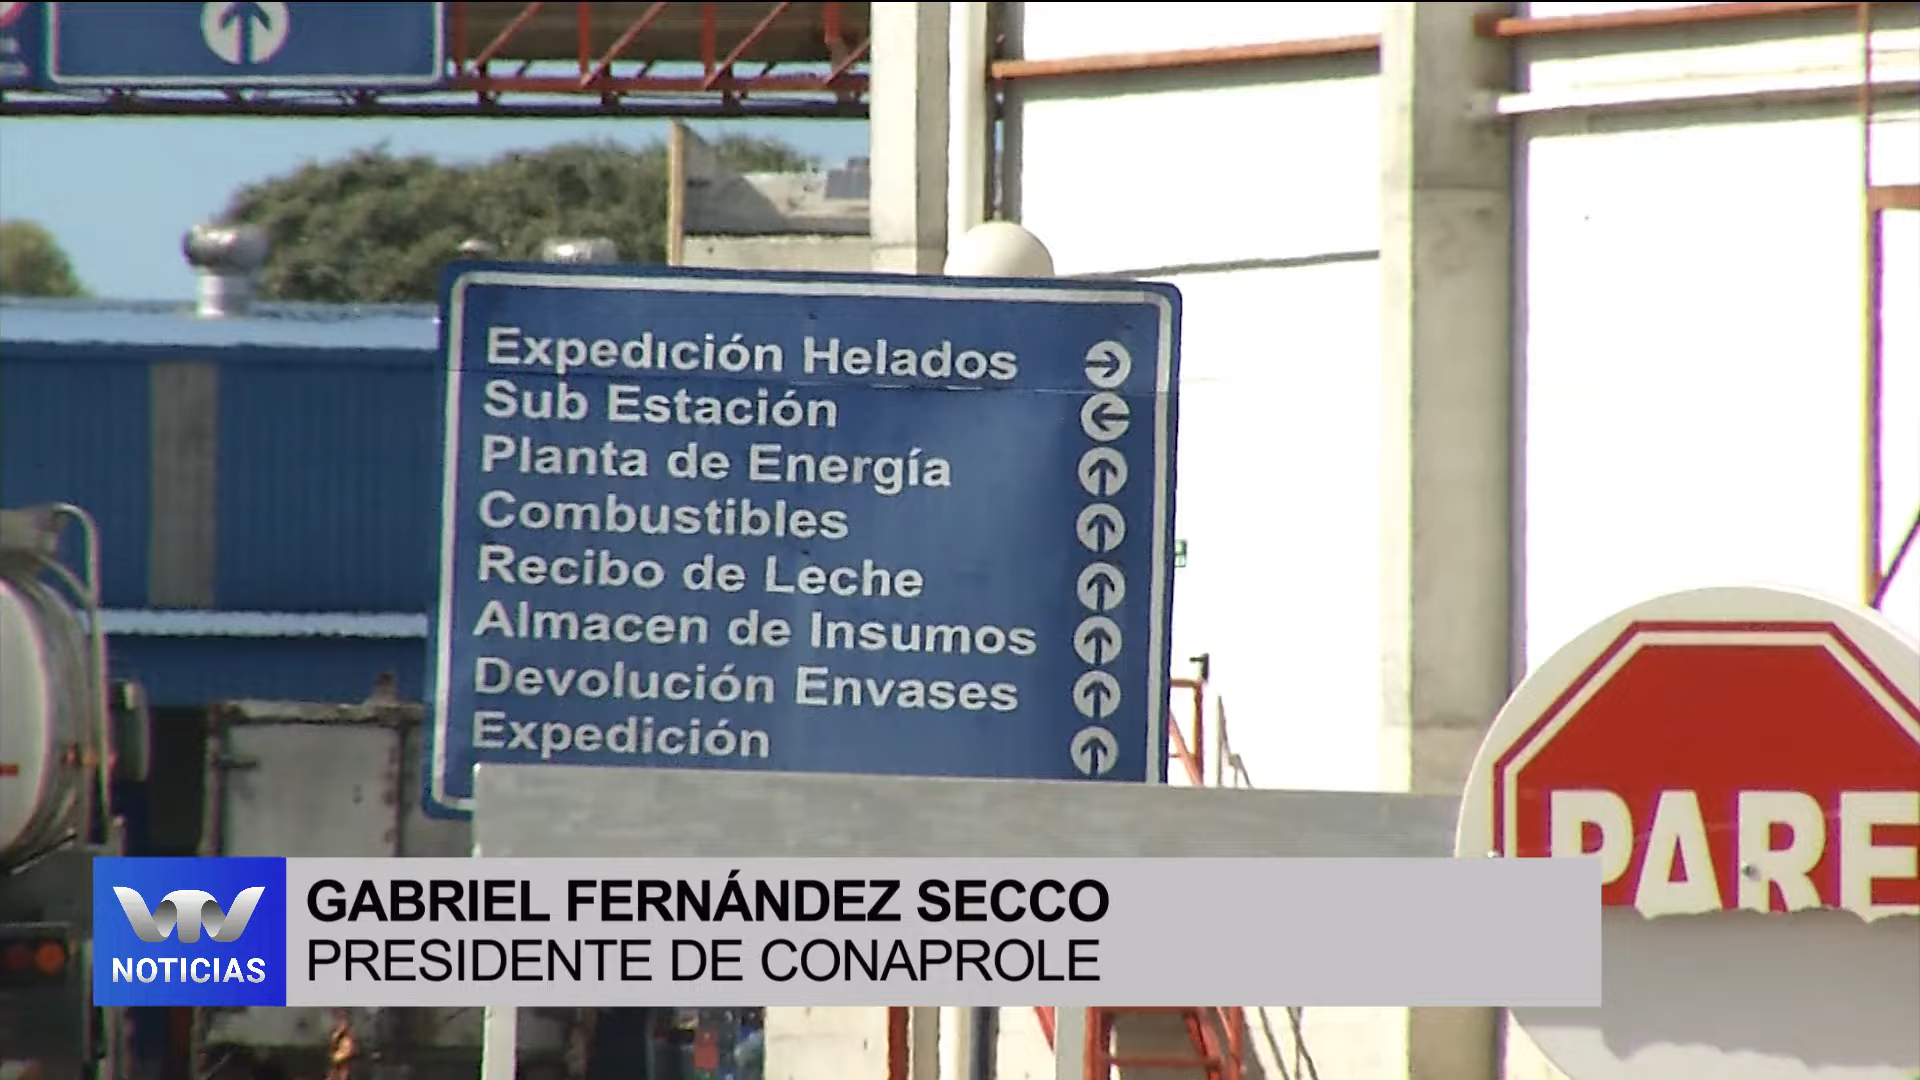 Expedición Helados
Sub Estación
Planta de Energía
Combustibles
Recibo de Leche
Almacen de Insumos
Devolución Envases
Expedición
PARE
VTV
NOTICIAS
GABRIEL FERNÁNDEZ SECCO
PRESIDENTE DE CONAPROLE